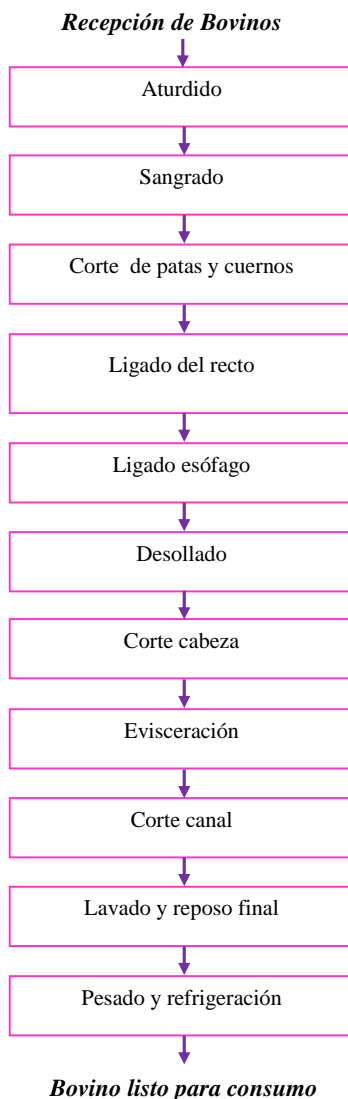 Recepción de Bovinos
Aturdido
Sangrado
Corte de patas y cuernos
Ligado del recto
Ligado esófago
Desollado
Corte cabeza
Evisceración
Corte canal
Lavado y reposo final
Pesado y refrigeración
Bovino listo para consumo